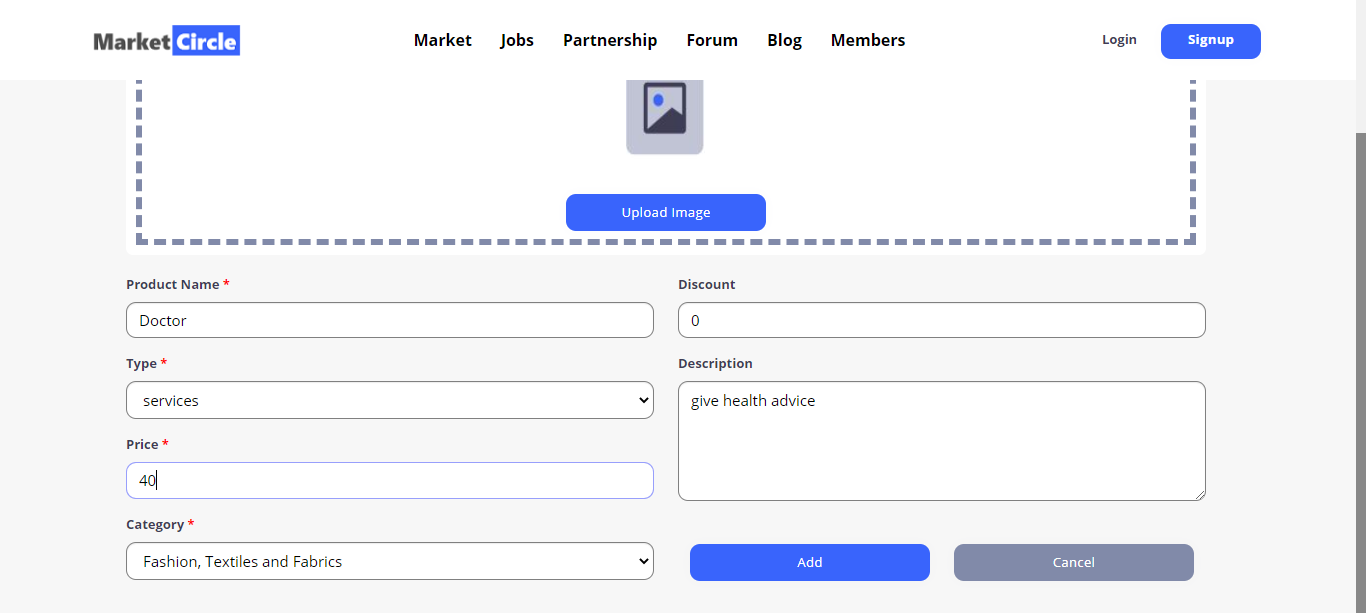 Market Circle
Market Jobs Partnership Forum Blog Members
Login Signup
Upload Image
Product Name *
Doctor
Discount
0
Type *
services
Description
give health advice
Price *
40
Category *
Fashion, Textiles and Fabrics
Add
Cancel